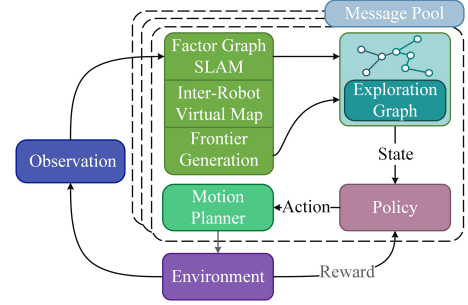 Message Pool
Factor Graph
SLAM
Inter-Robot
Virtual Map
Frontier
Generation
Exploration
Graph
Observation
State
Motion
Planner
Action
Policy
Environment
Reward